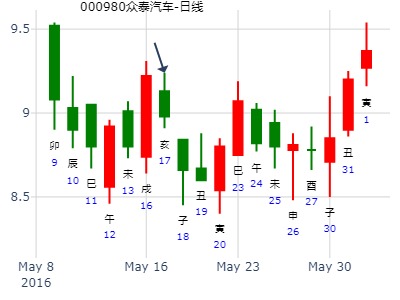 000980众泰汽车-日线
9.5
9
8.5
卯
9
辰
10
巳
11
午
12
未
13
戌
16
亥
17
子
18
丑
19
寅
20
巳
23
午
24
未
25
申
26
酉
27
子
30
丑
31
寅
1
May 8
2016
May 16
May 23
May 30